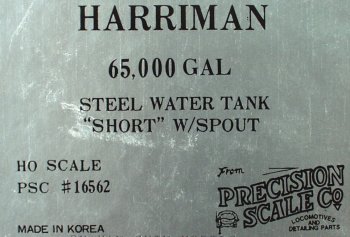 HARRIMAN
65,000 GAL
STEEL WATER TANK
"SHORT" W/SPOUT
HO SCALE
PSC #16562
From
PRECISION
SCALE CO.
LOCOMOTIVES
AND
DETAILING PARTS
MADE IN KOREA